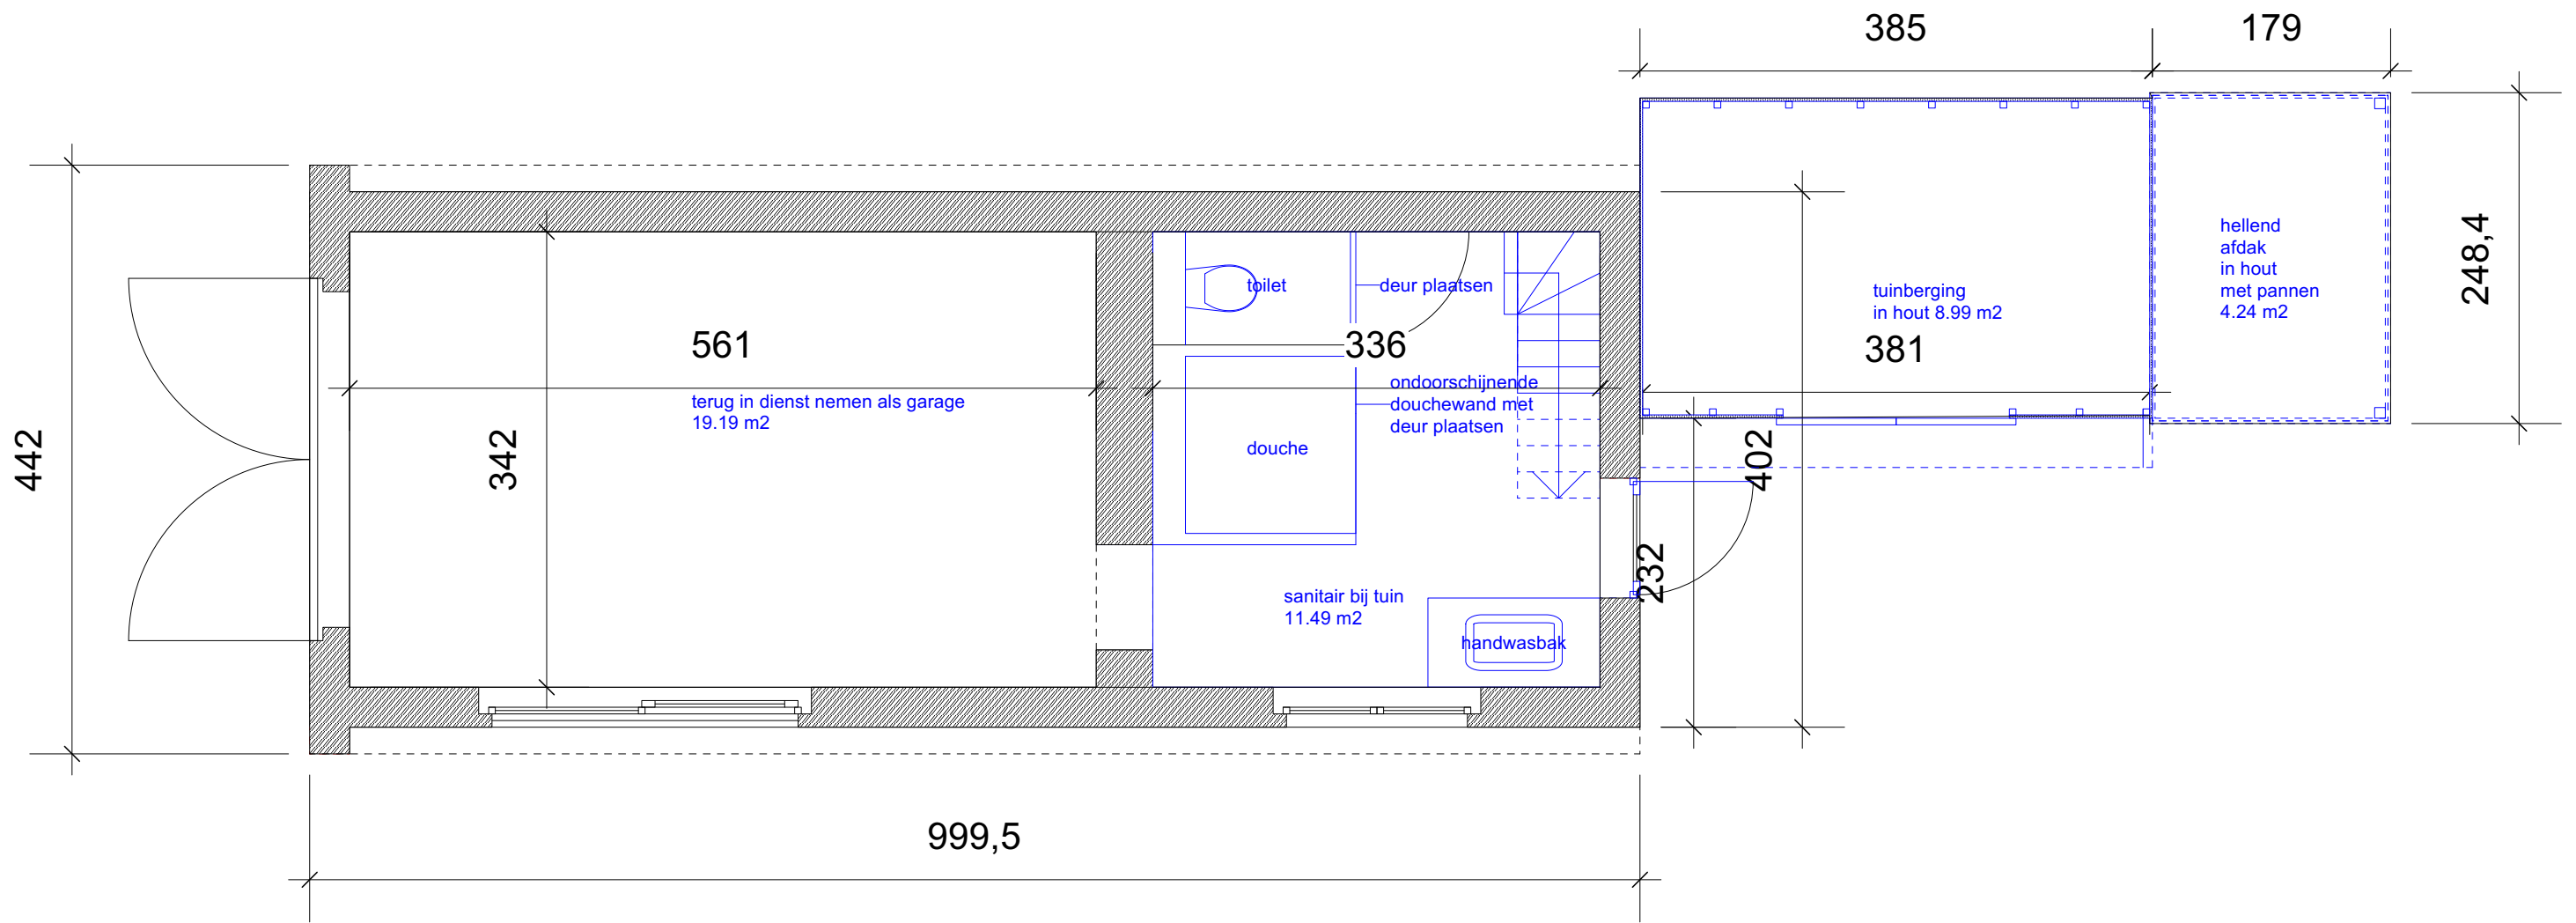 385
179
hellend
afdak
in hout
met pannen
4.24 m2
248,4
toilet
deur plaatsen
tuinberging
in hout 8.99 m2
561
336
381
terug in dienst nemen als garage
19.19 m2
ondoorschijnende
douchewand met
deur plaatsen
douche
442
342
402
232
sanitair bij tuin
11.49 m2
handwasbak
999,5